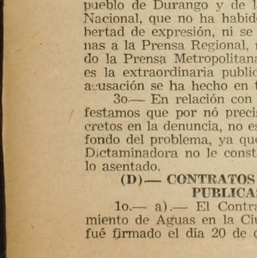 pueblo de Durango y de l
Nacional, que no ha habid
bertad de expresión, ni se
nas a la Prensa Regional,
do la Prensa Metropolitana
es la extraordinaria public
acusación se ha hecho en t
3o.— En relación con
festamos que por nó preci
cretos en la denuncia, no es
fondo del problema, ya qu
Dictaminadora no le const
lo asentado.
(D)— CONTRATOS
PUBLICA
1o.— a).— El Contra
miento de Aguas en la Ciu
fué firmado el día 20 de